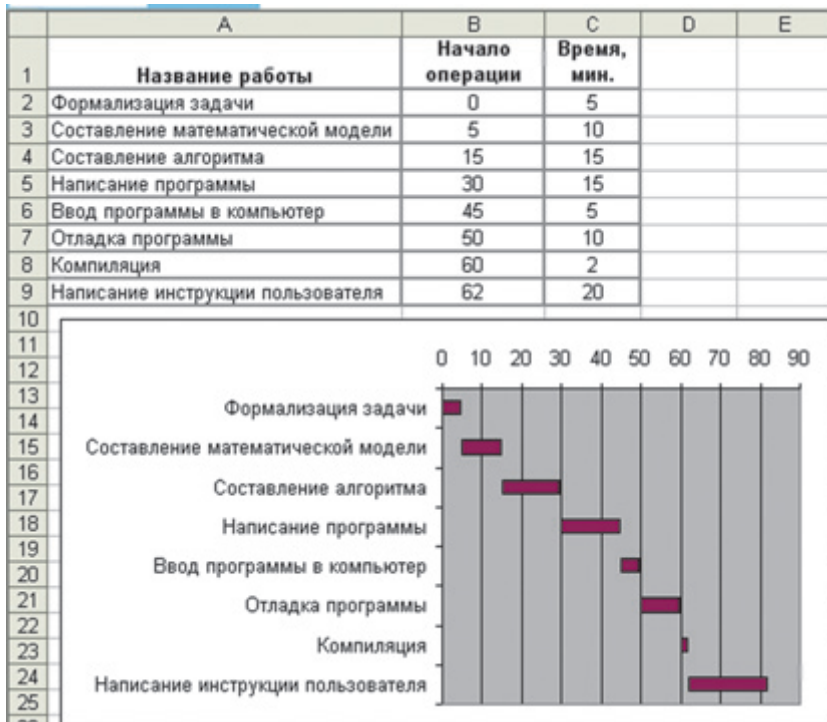 A B C D E
1 Название работы Начало операции Время, мин.
2 Формализация задачи 0 5
3 Составление математической модели 5 10
4 Составление алгоритма 15 15
5 Написание программы 30 15
6 Ввод программы в компьютер 45 5
7 Отладка программы 50 10
8 Компиляция 60 2
9 Написание инструкции пользователя 62 20
10
11
12
0 10 20 30 40 50 60 70 80 90
13
14
Формализация задачи
15
Составление математической модели
16
17
Составление алгоритма
18
Написание программы
19
20
Ввод программы в компьютер
21
Отладка программы
22
23
Компиляция
24
Написание инструкции пользователя
25